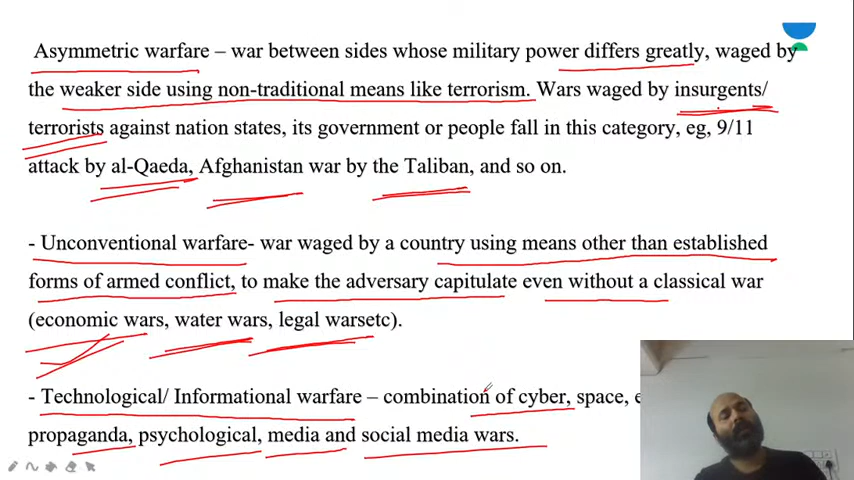 Asymmetric warfare – war between sides whose military power differs greatly, waged by
the weaker side using non-traditional means like terrorism. Wars waged by insurgents/
terrorists against nation states, its government or people fall in this category, eg, 9/11
attack by al-Qaeda, Afghanistan war by the Taliban, and so on.
- Unconventional warfare- war waged by a country using means other than established
forms of armed conflict, to make the adversary capitulate even without a classical war
(economic wars, water wars, legal warsetc).
- Technological/ Informational warfare – combination of cyber, space,
propaganda, psychological, media and social media wars.